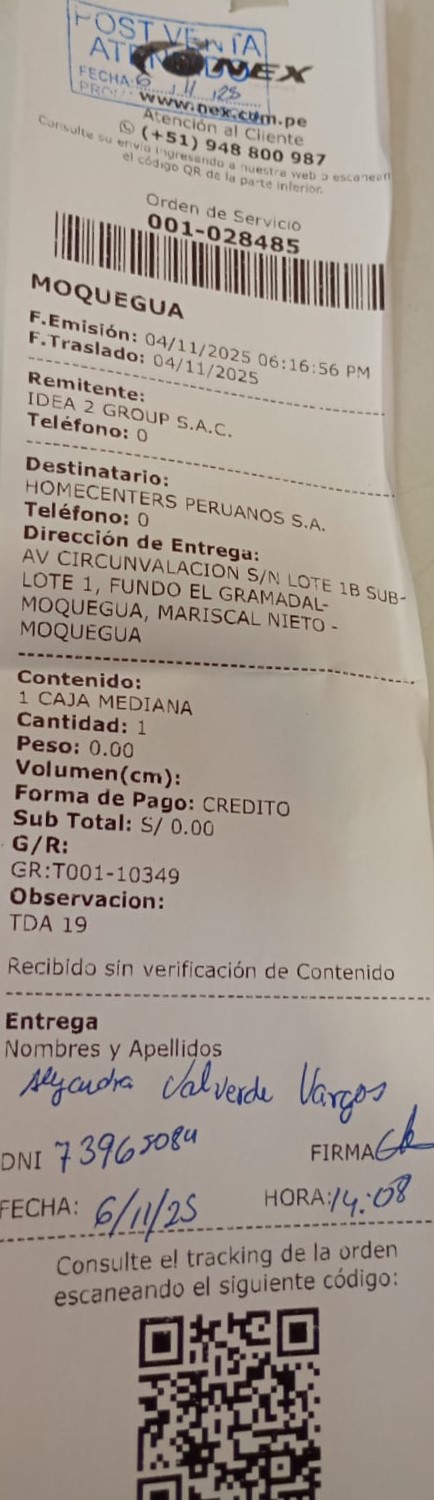 POST VENTA
ATENDIDO
NEX
FECHA: 6 11 25
www.nex.com.pe
Atención al Cliente
(+51) 948 800 987
Consulte su envío ingresando a nuestra web o escaneando
el código QR de la parte inferior.
Orden de Servicio
001-028485
MOQUEGUA
F.Emisión: 04/11/2025 06:16:56 PM
F.Traslado: 04/11/2025
Remitente:
IDEA 2 GROUP S.A.C.
Teléfono: 0
Destinatario:
HOMECENTERS PERUANOS S.A.
Teléfono: 0
Dirección de Entrega:
AV CIRCUNVALACION S/N LOTE 1B SUB-
LOTE 1, FUNDO EL GRAMADAL-
MOQUEGUA, MARISCAL NIETO -
MOQUEGUA
Contenido:
1 CAJA MEDIANA
Cantidad: 1
Peso: 0.00
Volumen(cm):
Forma de Pago: CREDITO
Sub Total: S/ 0.00
G/R:
GR:T001-10349
Observacion:
TDA 19
Recibido sin verificación de Contenido
Entrega
Nombres y Apellidos
Alejandra Valverde Vargas
DNI 73965084
FIRMA
FECHA: 6/11/25 HORA: 14:08
Consulte el tracking de la orden
escaneando el siguiente código: